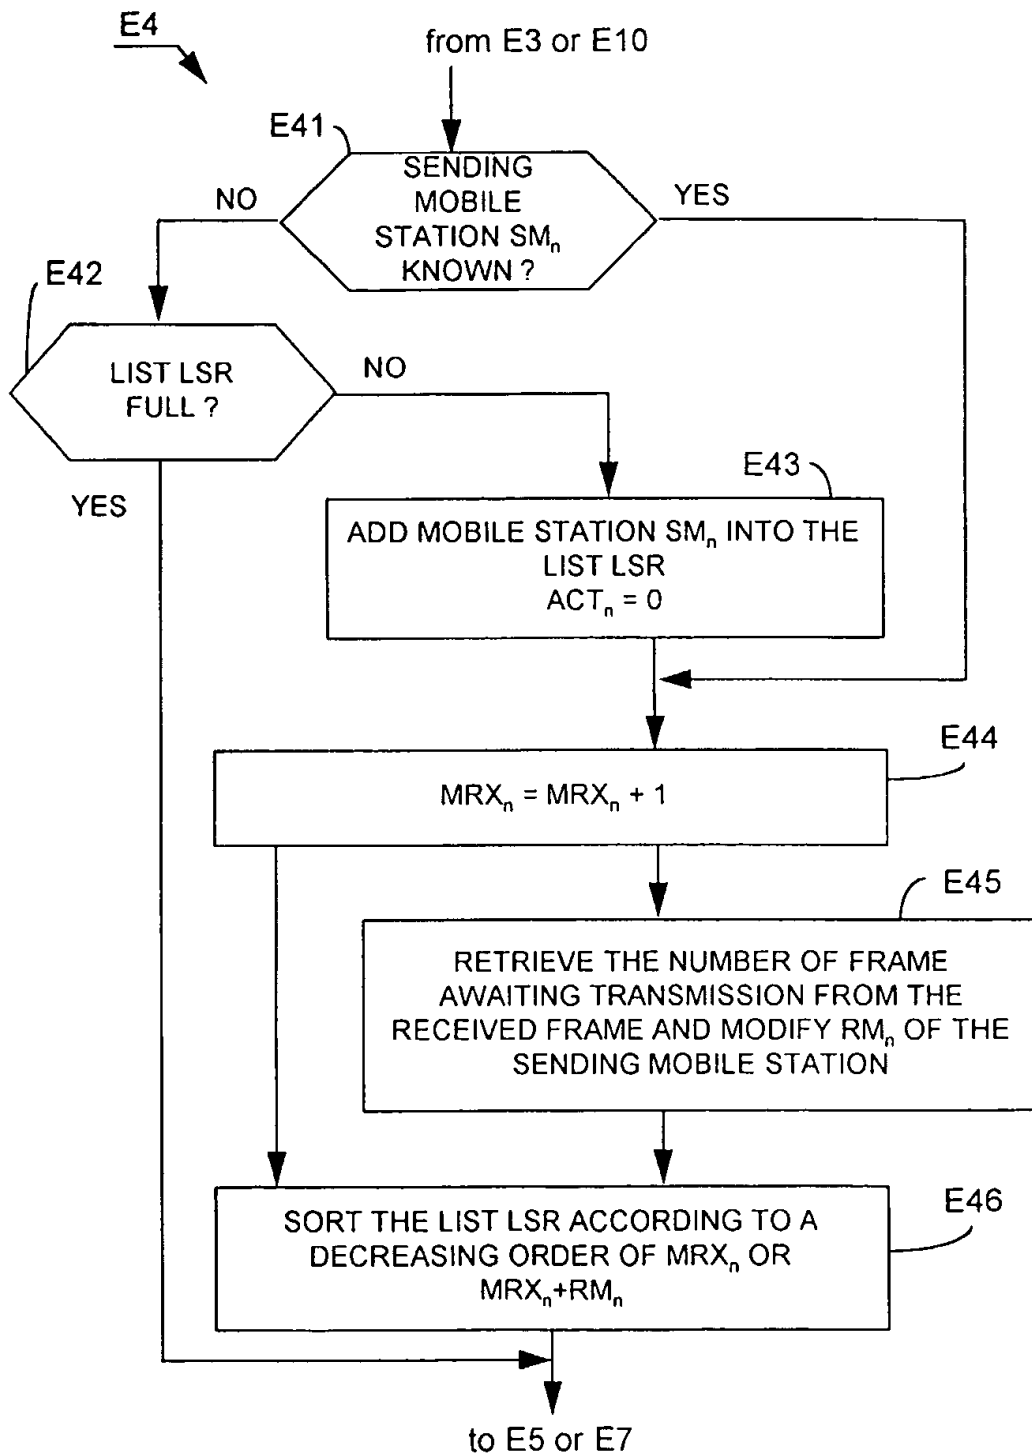 E4
from E3 or E10
E41
SENDING
MOBILE
STATION SMₙ
KNOWN ?
NO
YES
E42
LIST LSR
FULL ?
NO
YES
E43
ADD MOBILE STATION SMₙ INTO THE
LIST LSR
ACTₙ = 0
E44
MRXₙ = MRXₙ + 1
E45
RETRIEVE THE NUMBER OF FRAME
AWAITING TRANSMISSION FROM THE
RECEIVED FRAME AND MODIFY RMₙ OF THE
SENDING MOBILE STATION
E46
SORT THE LIST LSR ACCORDING TO A
DECREASING ORDER OF MRXₙ OR
MRXₙ+RMₙ
to E5 or E7